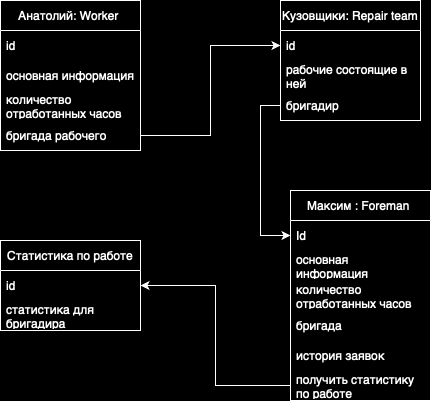 Анатолий: Worker
id
основная информация
количество
отработанных часов
бригада рабочего
Кузовщики: Repair team
id
рабочие состоящие в
ней
бригадир
Максим : Foreman
Id
основная
информация
количество
отработанных часов
бригада
история заявок
получить статистику
по работе
Статистика по работе
id
статистика для
бригадира